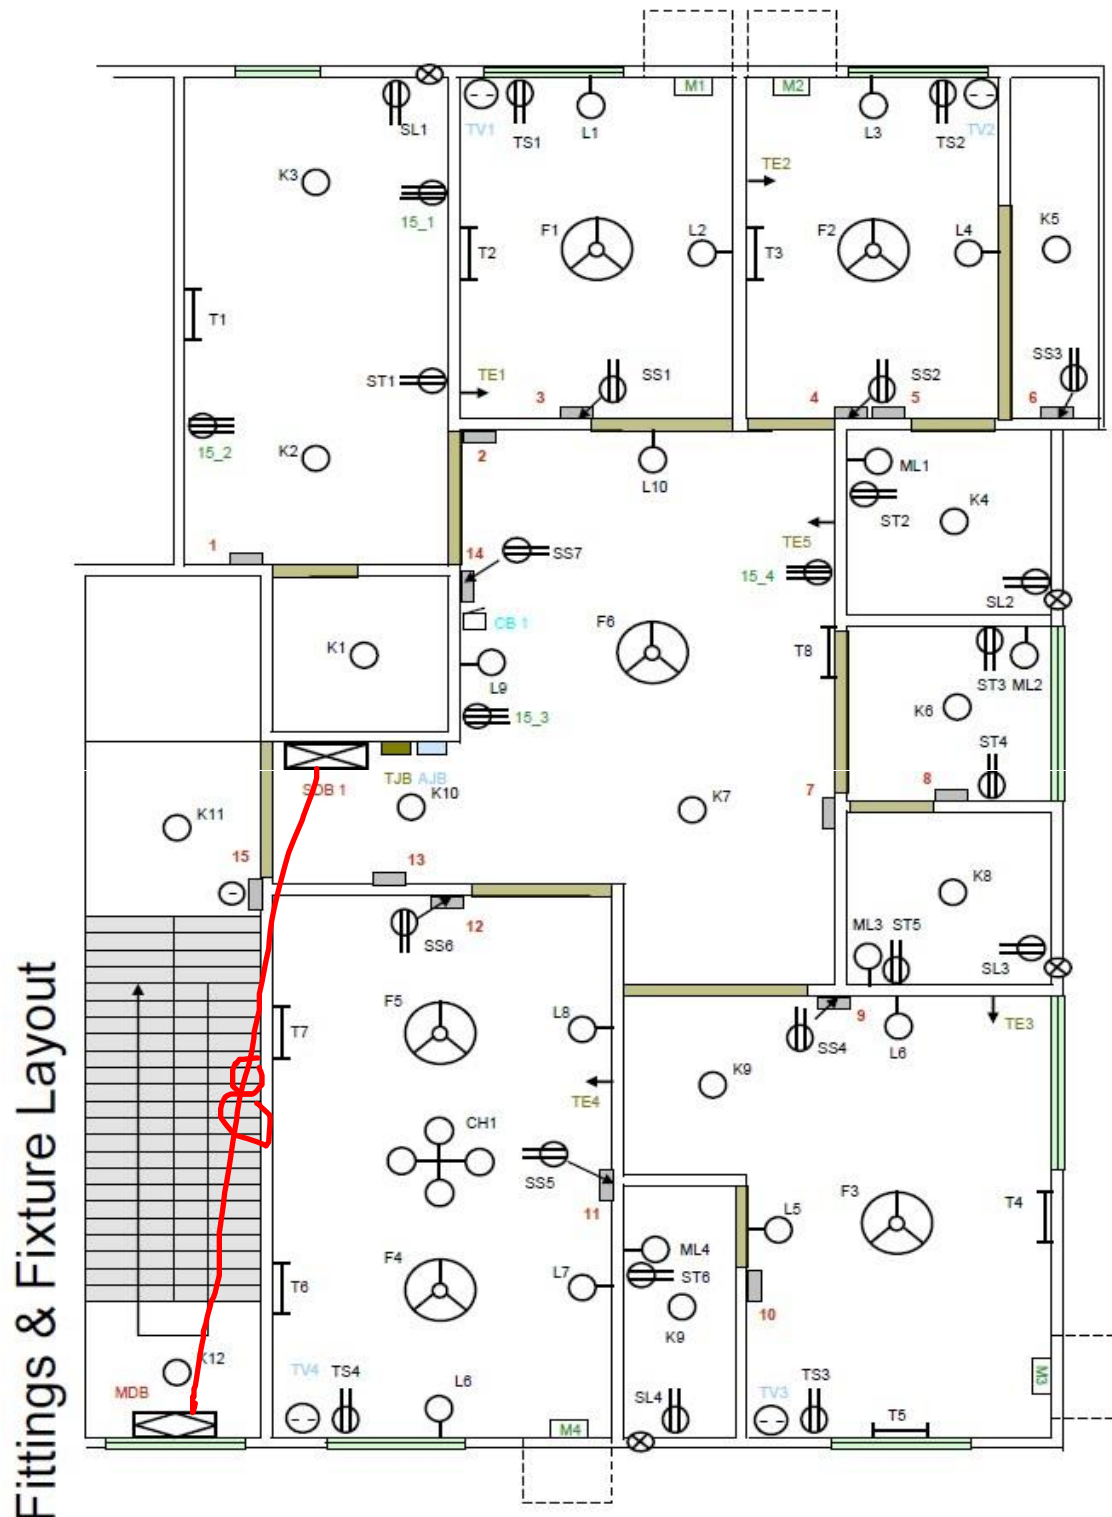 Fittings & Fixture Layout
M1
M2
SL1
TV1
TS1
L1
L3
TS2
TV2
K3
TE2
15_1
F1
L2
F2
L4
K5
T2
T3
T1
SS3
ST1
TE1
SS1
SS2
3
4
5
6
15_2
K2
2
L10
ML1
K4
ST2
1
14
SS7
TE5
15_4
SL2
CB 1
F6
K1
T8
ST3
ML2
L9
K6
15_3
ST4
8
SDB 1
TJB
AJB
K10
7
K7
K11
15
13
K8
12
ML3
ST5
SS6
SL3
F5
L8
9
T7
SS4
L6
TE3
K9
TE4
CH1
SS5
11
F3
T4
L5
ML4
F4
L7
ST6
T6
10
K9
K12
MDB
TV4
TS4
L6
SL4
TV3
TS3
M3
M4
T5